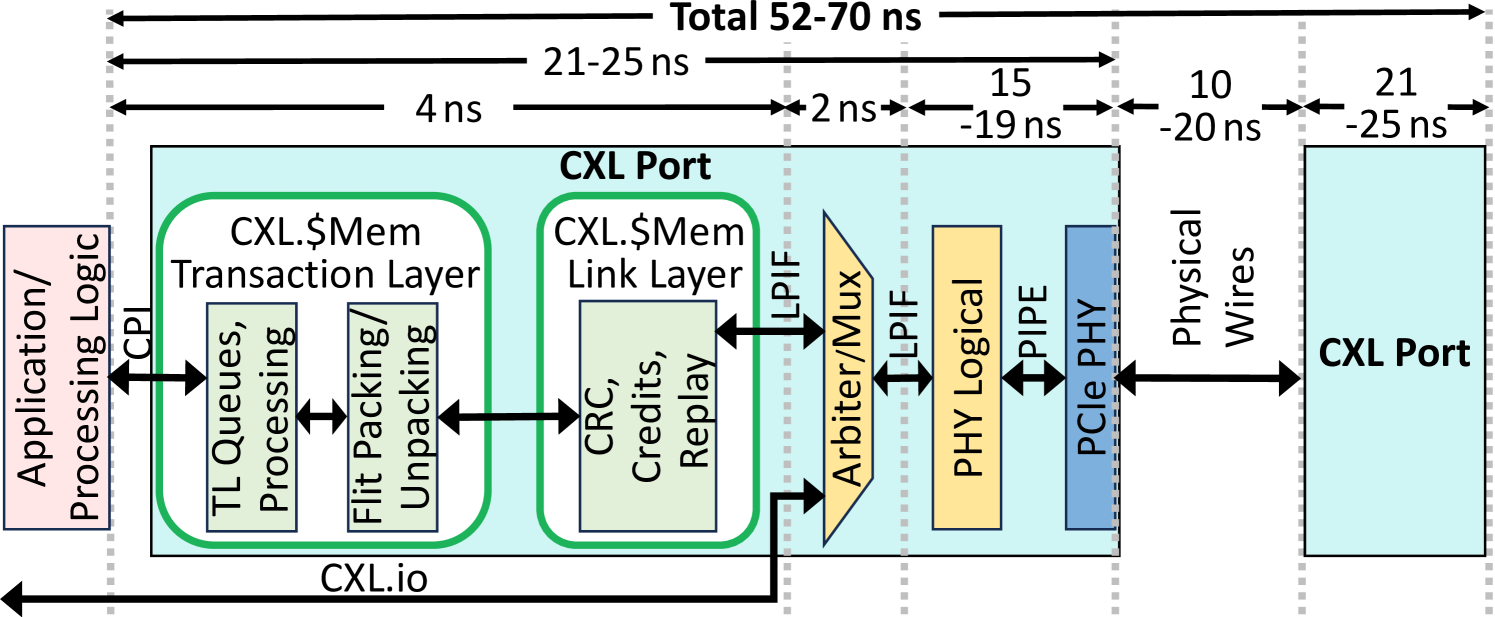 Total 52-70 ns
21-25 ns
4 ns
2 ns
15
-19 ns
10
-20 ns
21
-25 ns
CXL Port
Application/
Processing Logic
CPI
CXL.$Mem
Transaction Layer
TL Queues,
Processing
Flit Packing/
Unpacking
CXL.$Mem
Link Layer
CRC,
Credits,
Replay
LPIF
Arbiter/Mux
LPIF
PHY Logical
PIPE
PCIe PHY
Physical
Wires
CXL Port
CXL.io